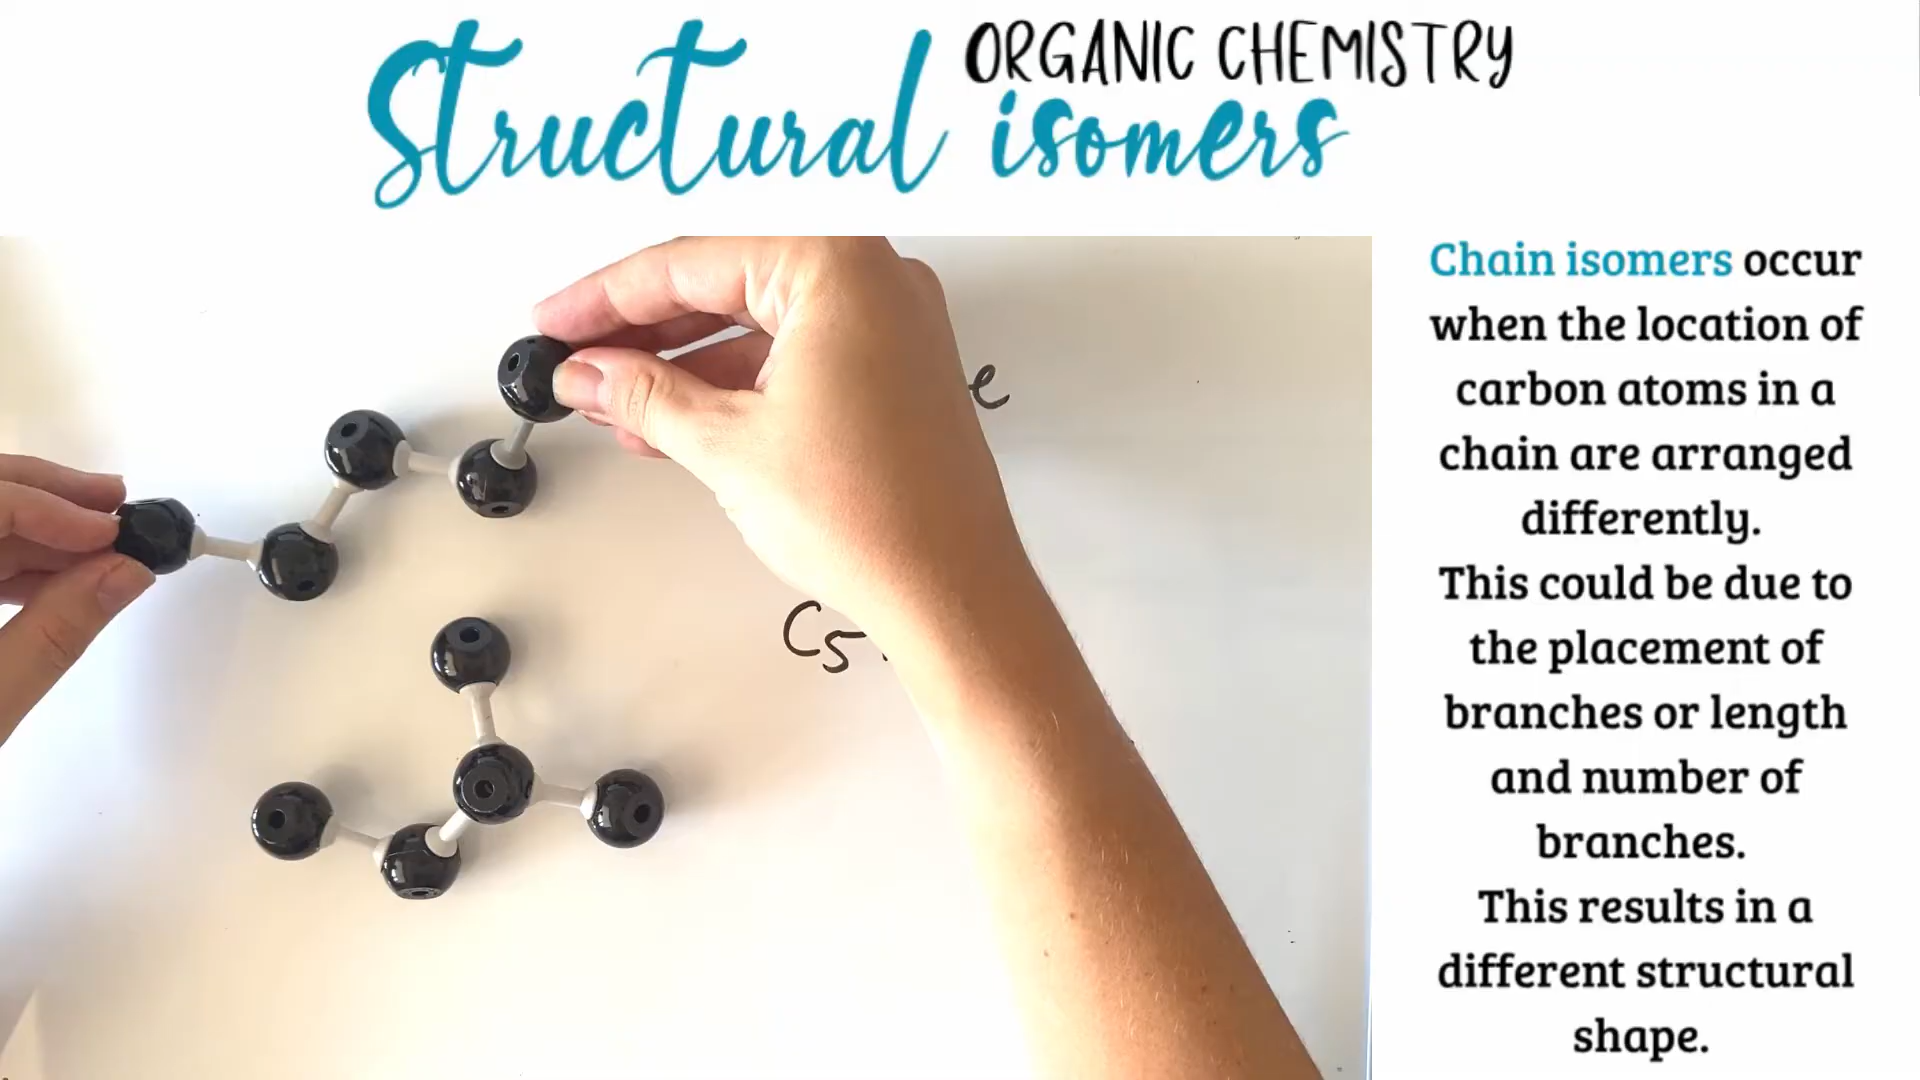 ORGANIC CHEMISTRY
Structural isomers
Chain isomers occur
when the location of
carbon atoms in a
chain are arranged
differently.
This could be due to
the placement of
branches or length
and number of
branches.
This results in a
different structural
shape.
e
C5